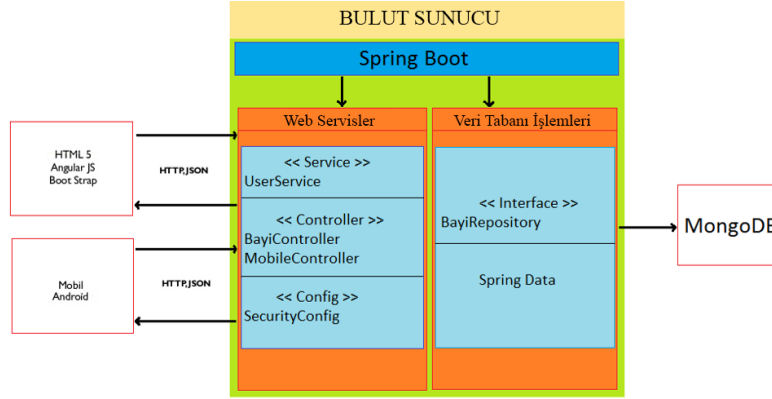 BULUT SUNUCU
Spring Boot
Web Servisler
Veri Tabanı İşlemleri
HTML 5
Angular JS
Boot Strap
HTTP,JSON
<< Service >>
UserService
<< Controller >>
BayiController
MobileController
<< Config >>
SecurityConfig
<< Interface >>
BayiRepository
Spring Data
MongoDB
Mobil
Android
HTTP,JSON